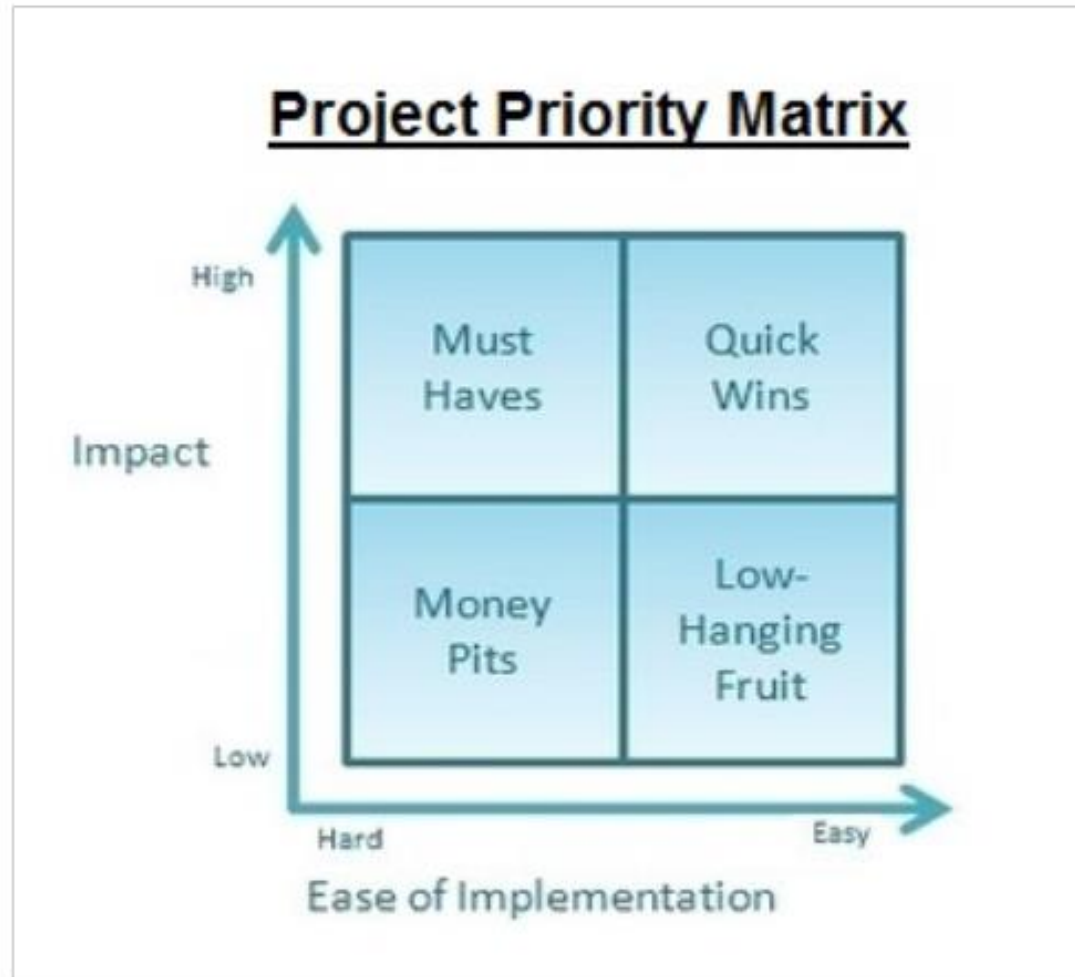 Project Priority Matrix
High
Must
Haves
Quick
Wins
Impact
Money
Pits
Low-
Hanging
Fruit
Low
Hard
Easy
Ease of Implementation